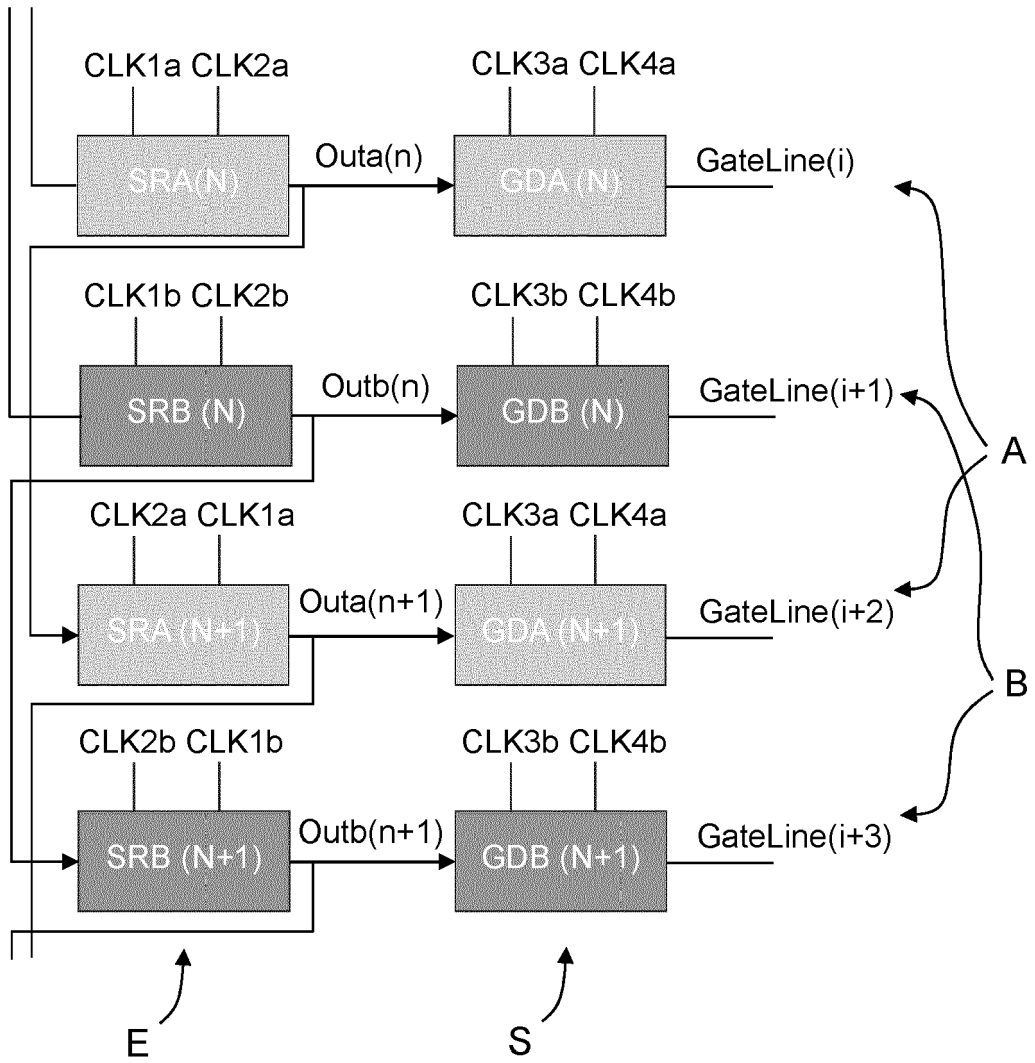 CLK1a CLK2a
CLK3a CLK4a
SRA(N)
Outa(n)
GDA (N)
GateLine(i)
CLK1b CLK2b
CLK3b CLK4b
SRB (N)
Outb(n)
GDB (N)
GateLine(i+1)
A
CLK2a CLK1a
CLK3a CLK4a
SRA (N+1)
Outa(n+1)
GDA (N+1)
GateLine(i+2)
B
CLK2b CLK1b
CLK3b CLK4b
SRB (N+1)
Outb(n+1)
GDB (N+1)
GateLine(i+3)
E
S